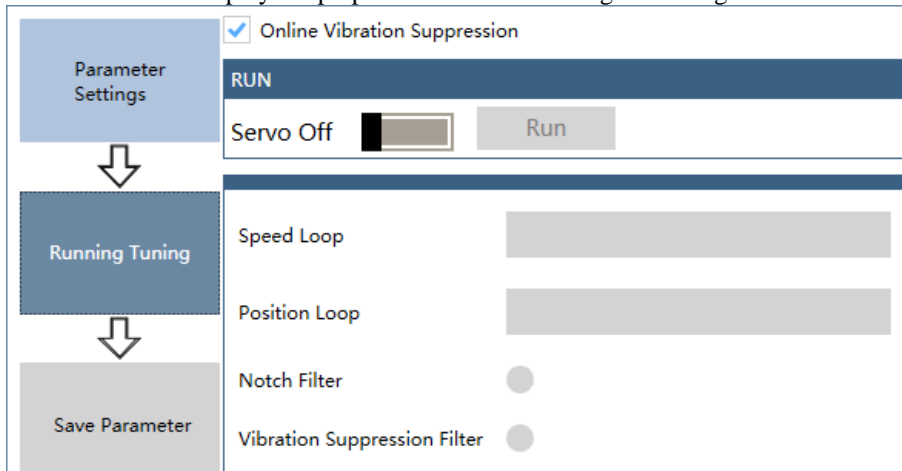 Online Vibration Suppression
Parameter
Settings
RUN
Servo Off
Run
Running Tuning
Speed Loop
Position Loop
Notch Filter
Save Parameter
Vibration Suppression Filter